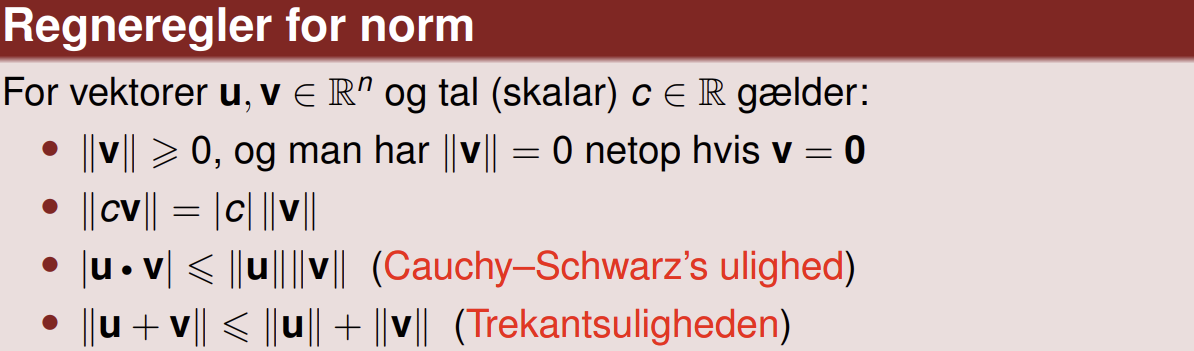 Regneregler for norm
For vektorer u, v ∈ ℝⁿ og tal (skalar) c ∈ ℝ gælder:
• ‖v‖ ⩾ 0, og man har ‖v‖ = 0 netop hvis v = 0
• ‖cv‖ = |c| ‖v‖
• |u • v| ⩽ ‖u‖‖v‖ (Cauchy–Schwarz’s ulighed)
• ‖u + v‖ ⩽ ‖u‖ + ‖v‖ (Trekantsuligheden)